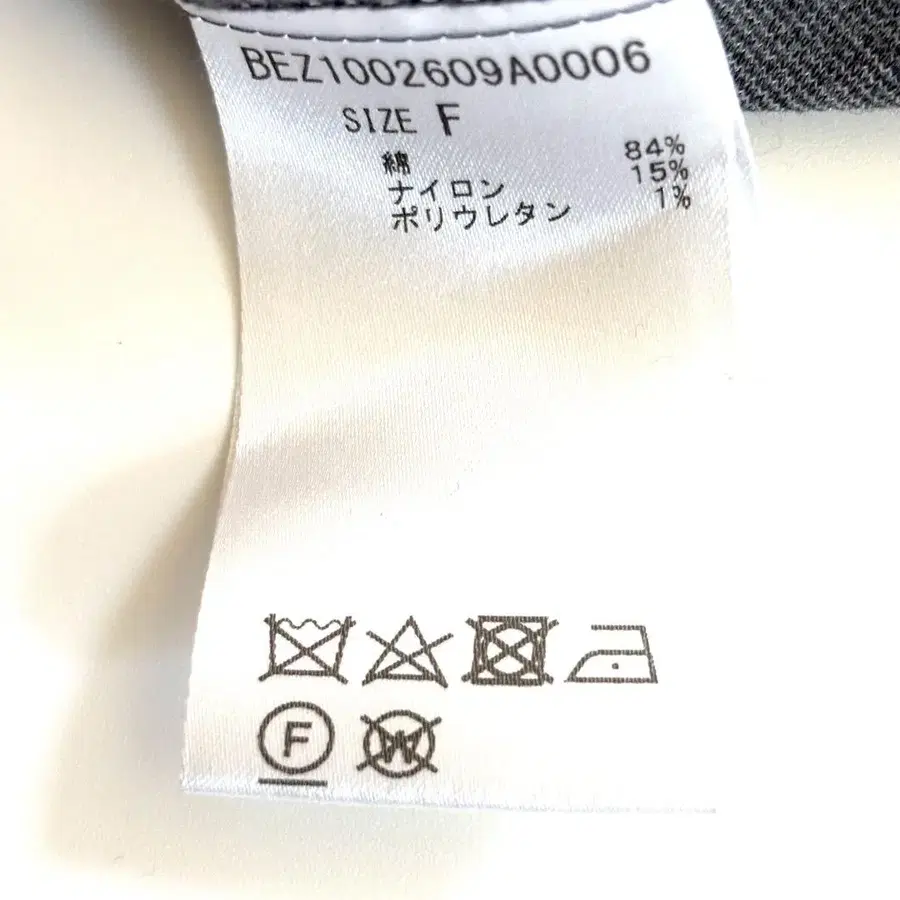 BEZ1002609A0006
SIZE F
綿 84%
ナイロン 15%
ポリウレタン 1%
F
W